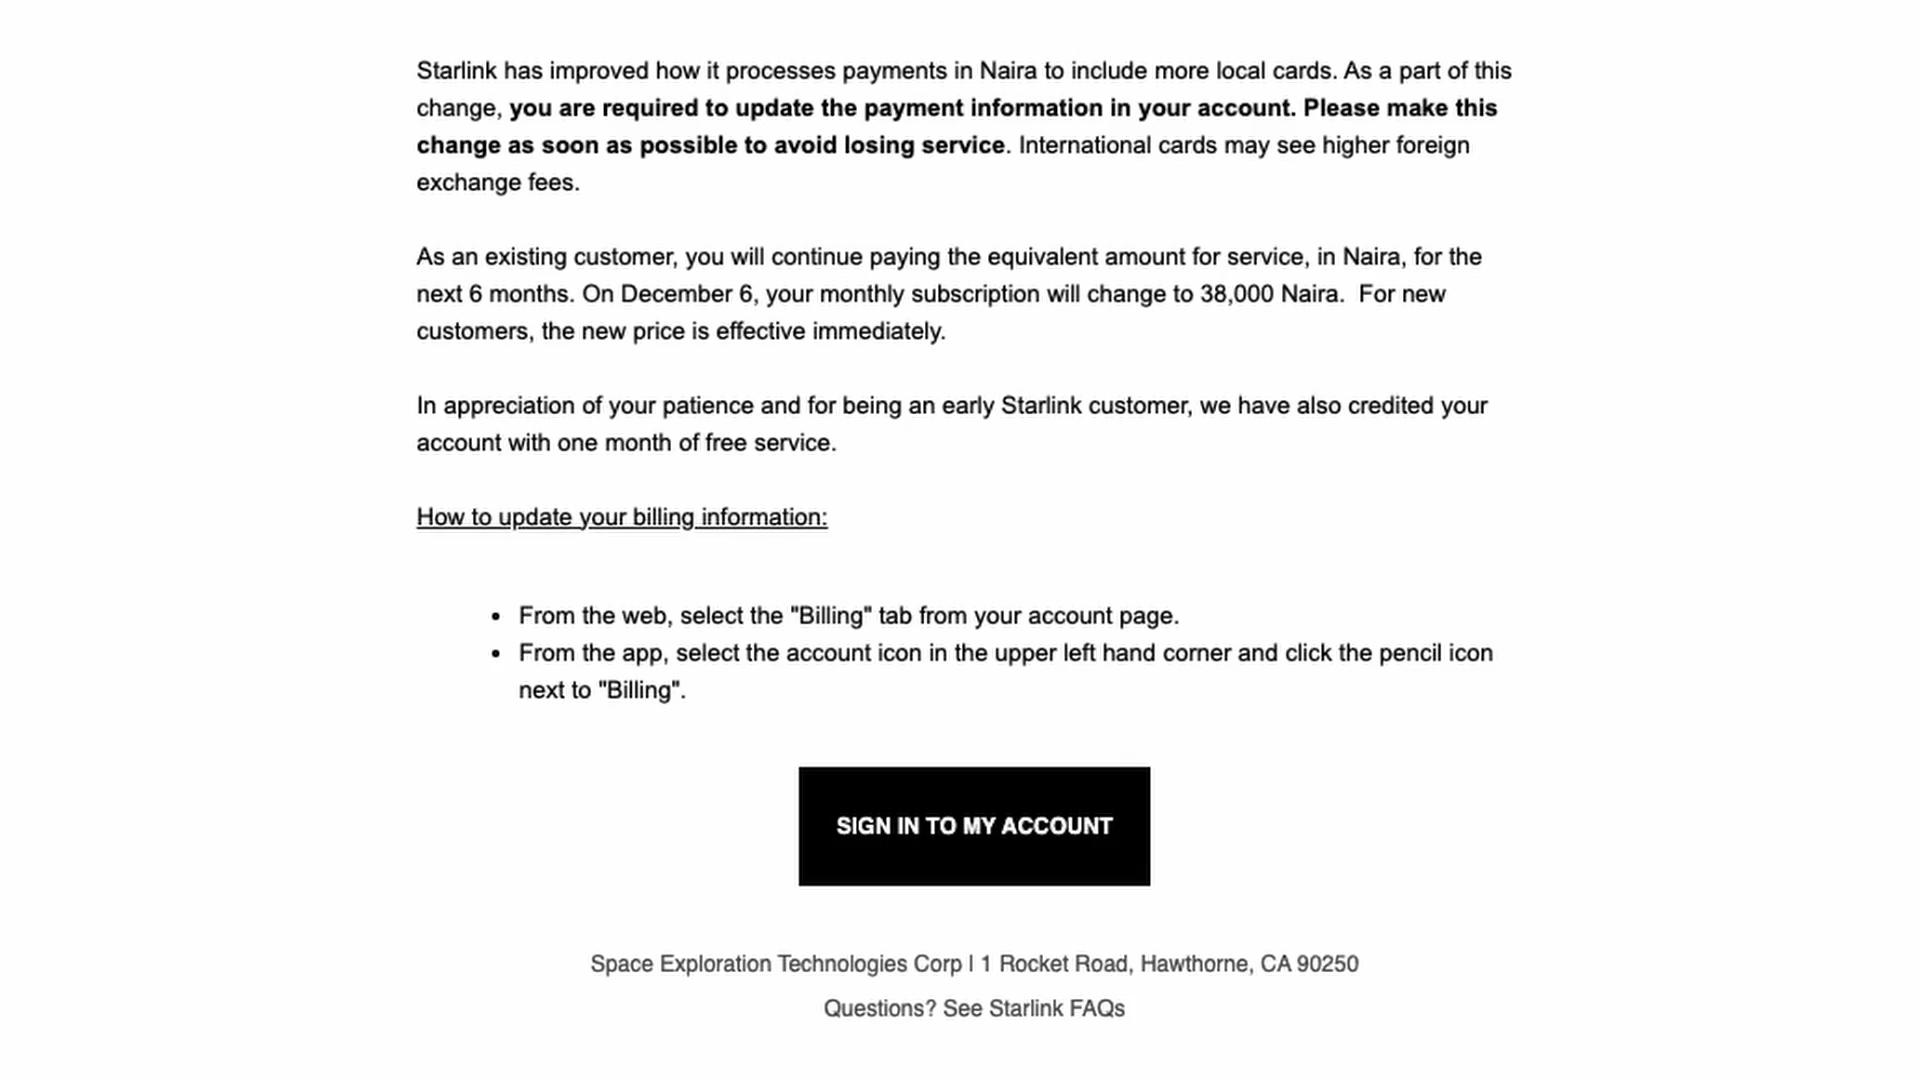 Starlink has improved how it processes payments in Naira to include more local cards. As a part of this
change, you are required to update the payment information in your account. Please make this
change as soon as possible to avoid losing service. International cards may see higher foreign
exchange fees.
As an existing customer, you will continue paying the equivalent amount for service, in Naira, for the
next 6 months. On December 6, your monthly subscription will change to 38,000 Naira.  For new
customers, the new price is effective immediately.
In appreciation of your patience and for being an early Starlink customer, we have also credited your
account with one month of free service.
How to update your billing information:
• From the web, select the "Billing" tab from your account page.
• From the app, select the account icon in the upper left hand corner and click the pencil icon
next to "Billing".
SIGN IN TO MY ACCOUNT
Space Exploration Technologies Corp | 1 Rocket Road, Hawthorne, CA 90250
Questions? See Starlink FAQs